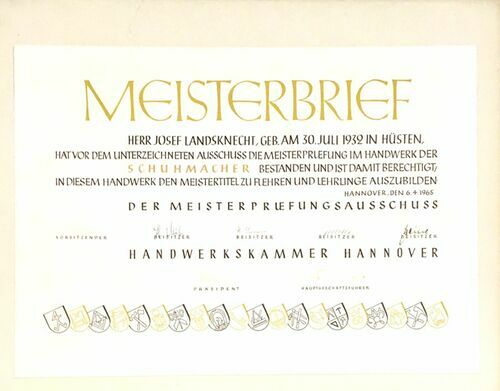 MEISTERBRIEF
HERR JOSEF LANDSKNECHT, GEB. AM 30. JULI 1932 IN HÜSTEN,
HAT VOR DEM UNTERZEICHNETEN AUSSCHUSS DIE MEISTERPRUEFUNG IM HANDWERK DER
SCHUHMACHER BESTANDEN UND IST DAMIT BERECHTIGT,
IN DIESEM HANDWERK DEN MEISTERTITEL ZU FUEHREN UND LEHRLINGE AUSZUBILDEN
HANNOVER, 6.4.1965
DER MEISTERPRUEFUNGSAUSSCHUSS
VORSITZENDER BEISITZER BEISITZER BEISITZER BEISITZER
HANDWERKSKAMMER HANNOVER
PRÄSIDENT HAUPTGESCHÄFTSFÜHRER